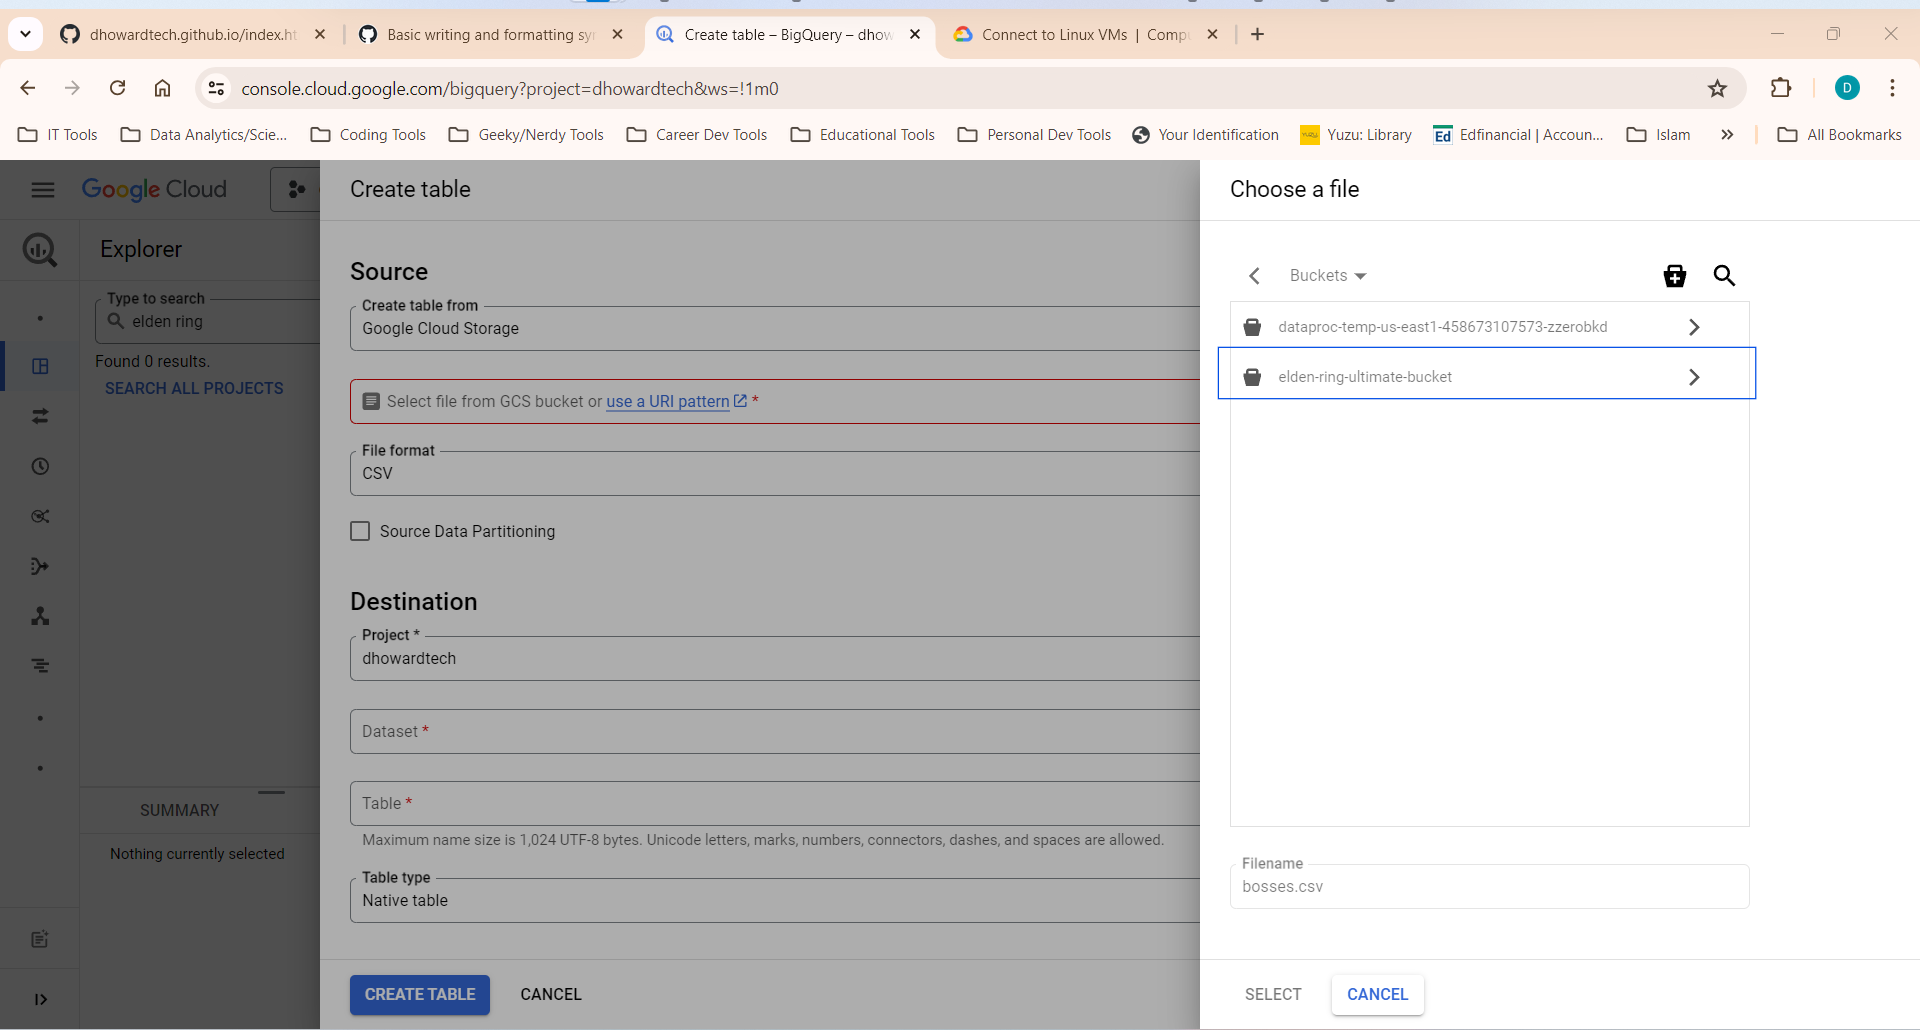 dhowardtech.github.io/index.ht
Basic writing and formatting syn
Create table – BigQuery – dhow
Connect to Linux VMs | Compu
console.cloud.google.com/bigquery?project=dhowardtech&ws=!1m0
D
IT Tools
Data Analytics/Scie...
Coding Tools
Geeky/Nerdy Tools
Career Dev Tools
Educational Tools
Personal Dev Tools
Your Identification
Yuzu: Library
Ed
Edfinancial | Accoun...
Islam
All Bookmarks
Google Cloud
Explorer
Type to search
elden ring
Found 0 results.
SEARCH ALL PROJECTS
SUMMARY
Nothing currently selected
Create table
Source
Create table from
Google Cloud Storage
Select file from GCS bucket or use a URI pattern *
File format
CSV
Source Data Partitioning
Destination
Project *
dhowardtech
Dataset *
Table *
Maximum name size is 1,024 UTF-8 bytes. Unicode letters, marks, numbers, connectors, dashes, and spaces are allowed.
Table type
Native table
CREATE TABLE
CANCEL
Choose a file
Buckets
dataproc-temp-us-east1-458673107573-zzerobkd
elden-ring-ultimate-bucket
Filename
bosses.csv
SELECT
CANCEL